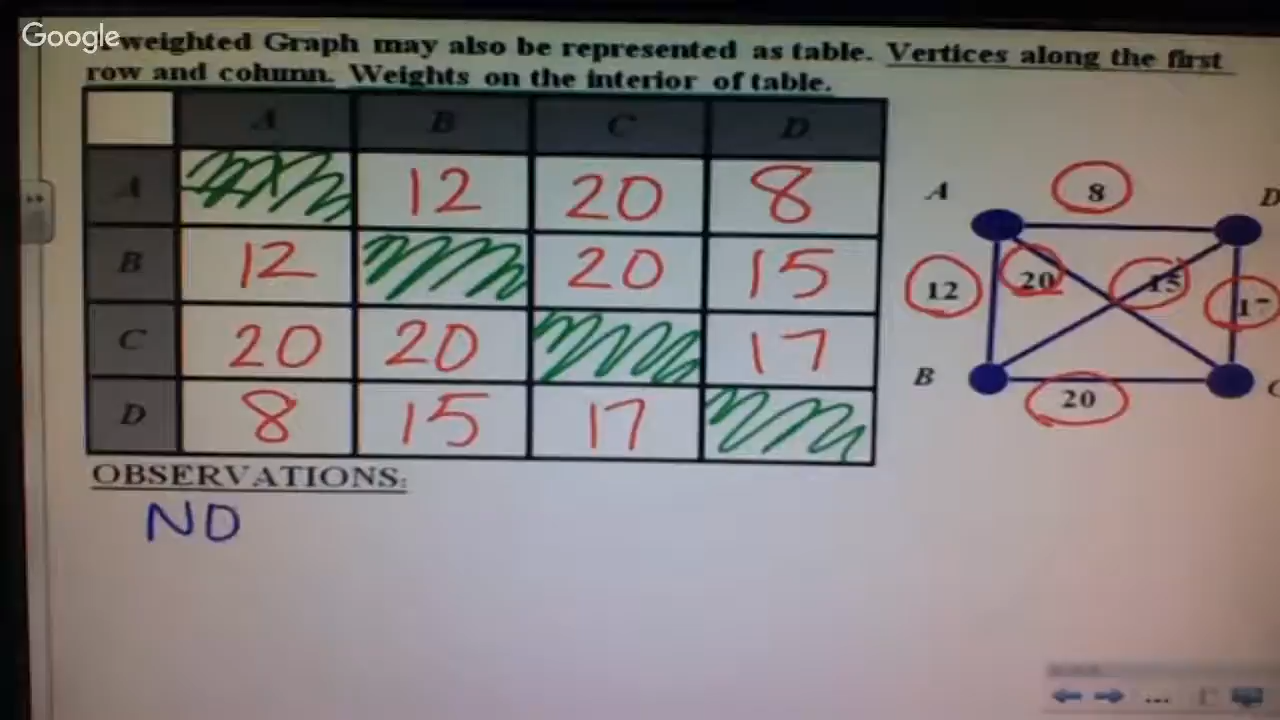 Google
weighted Graph may also be represented as table. Vertices along the first
row and column. Weights on the interior of table.
A B C D
A 12 20 8
B 12 20 15
C 20 20 17
D 8 15 17
A 8 D
12 20 15 17
B 20
OBSERVATIONS:
NO
...